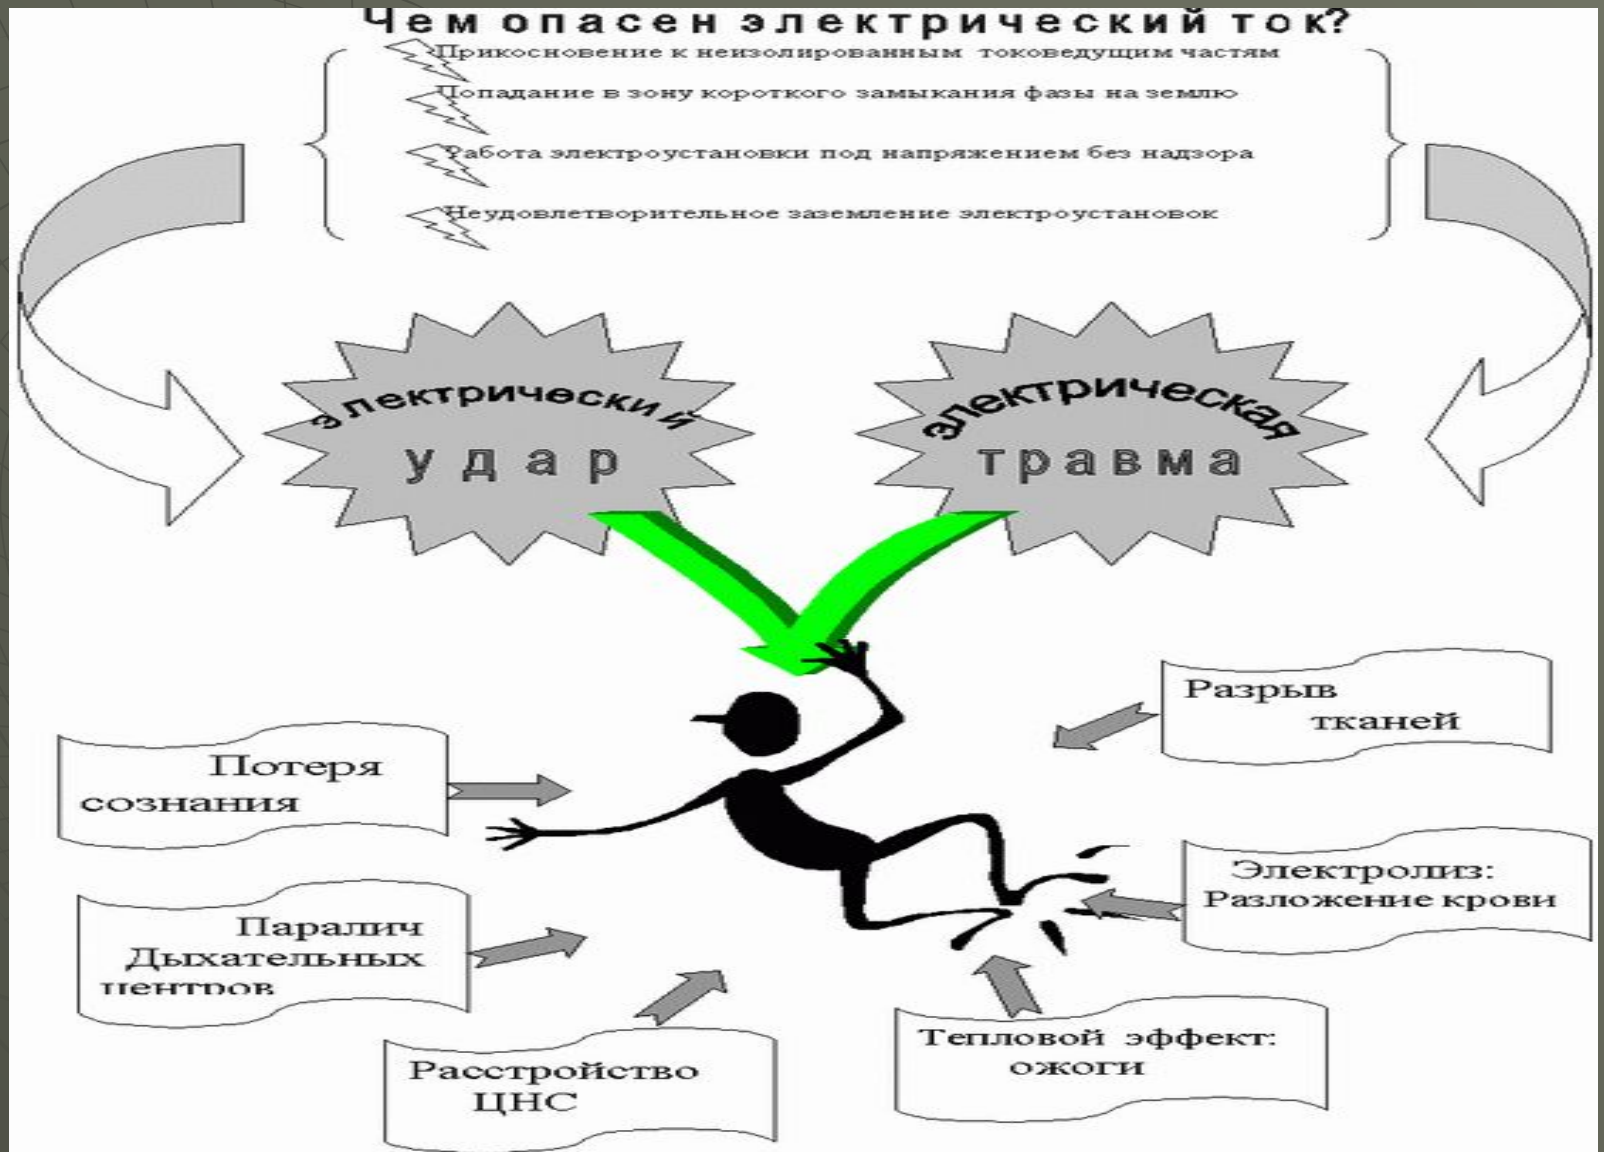 Чем опасен электрический ток?
Прикосновение к неизолированным токоведущим частям
Попадание в зону короткого замыкания фазы на землю
Работа электроустановки под напряжением без надзора
Неудовлетворительное заземление электроустановок
электрический
удар
электрическая
травма
Разрыв
тканей
Потеря
сознания
Электролиз:
Разложение крови
Паралич
Дыхательных
центров
Тепловой эффект:
ожоги
Расстройство
ЦНС